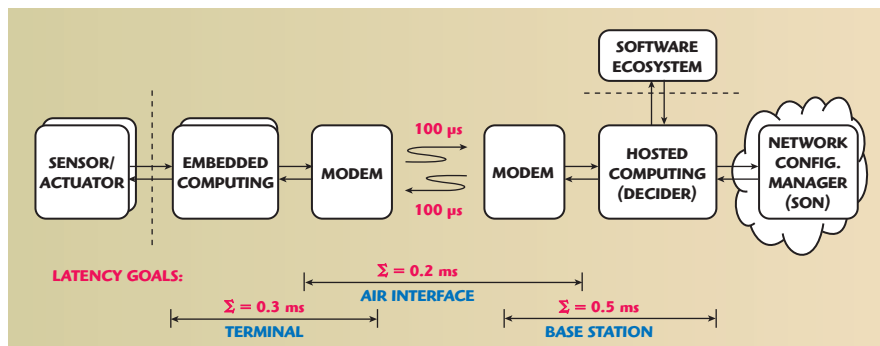 SOFTWARE
ECOSYSTEM
SENSOR/
ACTUATOR
EMBEDDED
COMPUTING
MODEM
100 µs
100 µs
MODEM
HOSTED
COMPUTING
(DECIDER)
NETWORK
CONFIG.
MANAGER
(SON)
LATENCY GOALS:
Σ = 0.2 ms
AIR INTERFACE
Σ = 0.3 ms
TERMINAL
Σ = 0.5 ms
BASE STATION